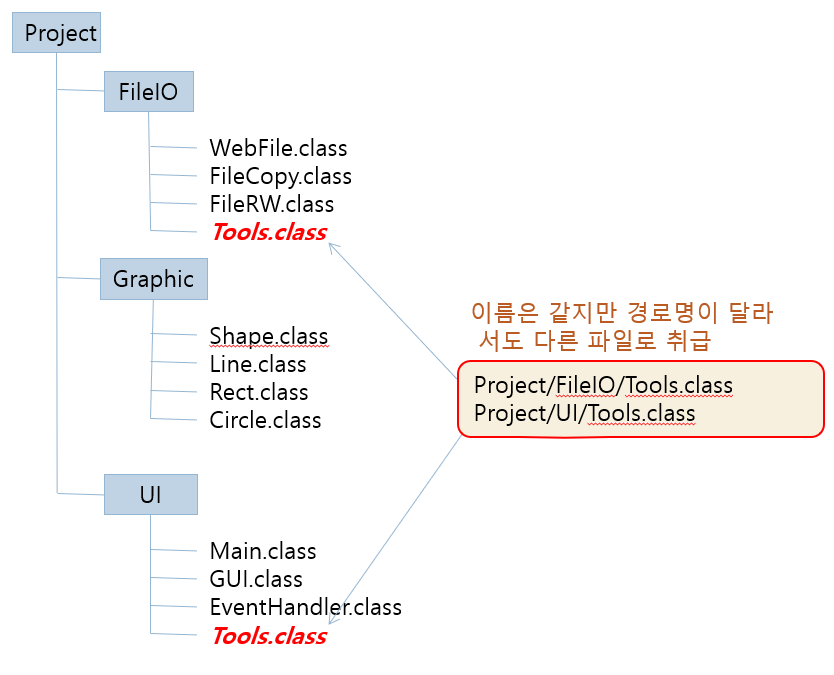 Project
FileIO
WebFile.class
FileCopy.class
FileRW.class
Tools.class
Graphic
Shape.class
Line.class
Rect.class
Circle.class
이름은 같지만 경로명이 달라
서도 다른 파일로 취급
Project/FileIO/Tools.class
Project/UI/Tools.class
UI
Main.class
GUI.class
EventHandler.class
Tools.class